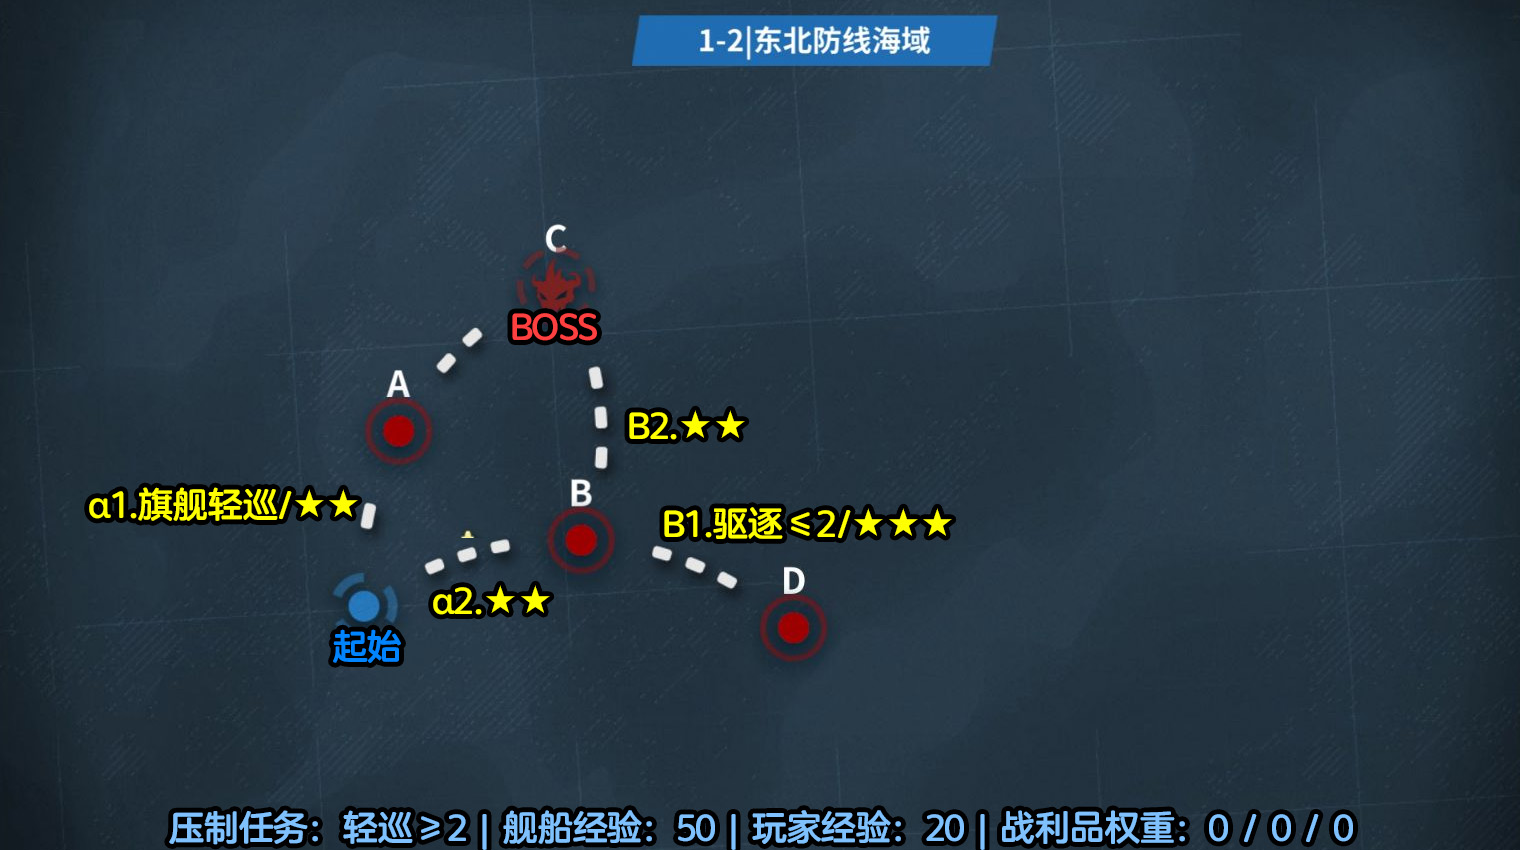 1-2|东北防线海域
C
BOSS
A
B2.★★
B
α1.旗舰轻巡/★★
B1.驱逐≤2/★★★
D
α2.★★
起始
压制任务：轻巡≥2 | 舰船经验：50 | 玩家经验：20 | 战利品权重：0 / 0 / 0